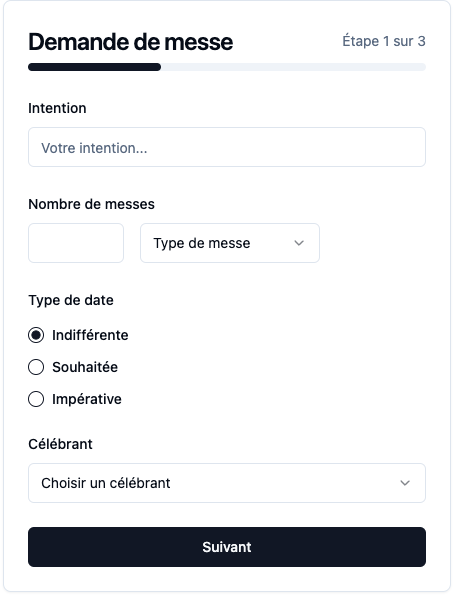 Demande de messe
Étape 1 sur 3
Intention
Votre intention...
Nombre de messes
Type de messe
Type de date
Indifférente
Souhaitée
Impérative
Célébrant
Choisir un célébrant
Suivant